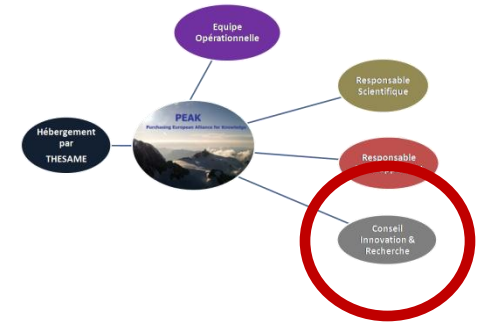 Equipe
Opérationnelle
Responsable
Scientifique
PEAK
Purchasing European Alliance for Knowledge
Hébergement
par
THESAME
Responsable
Conseil
Innovation &
Recherche